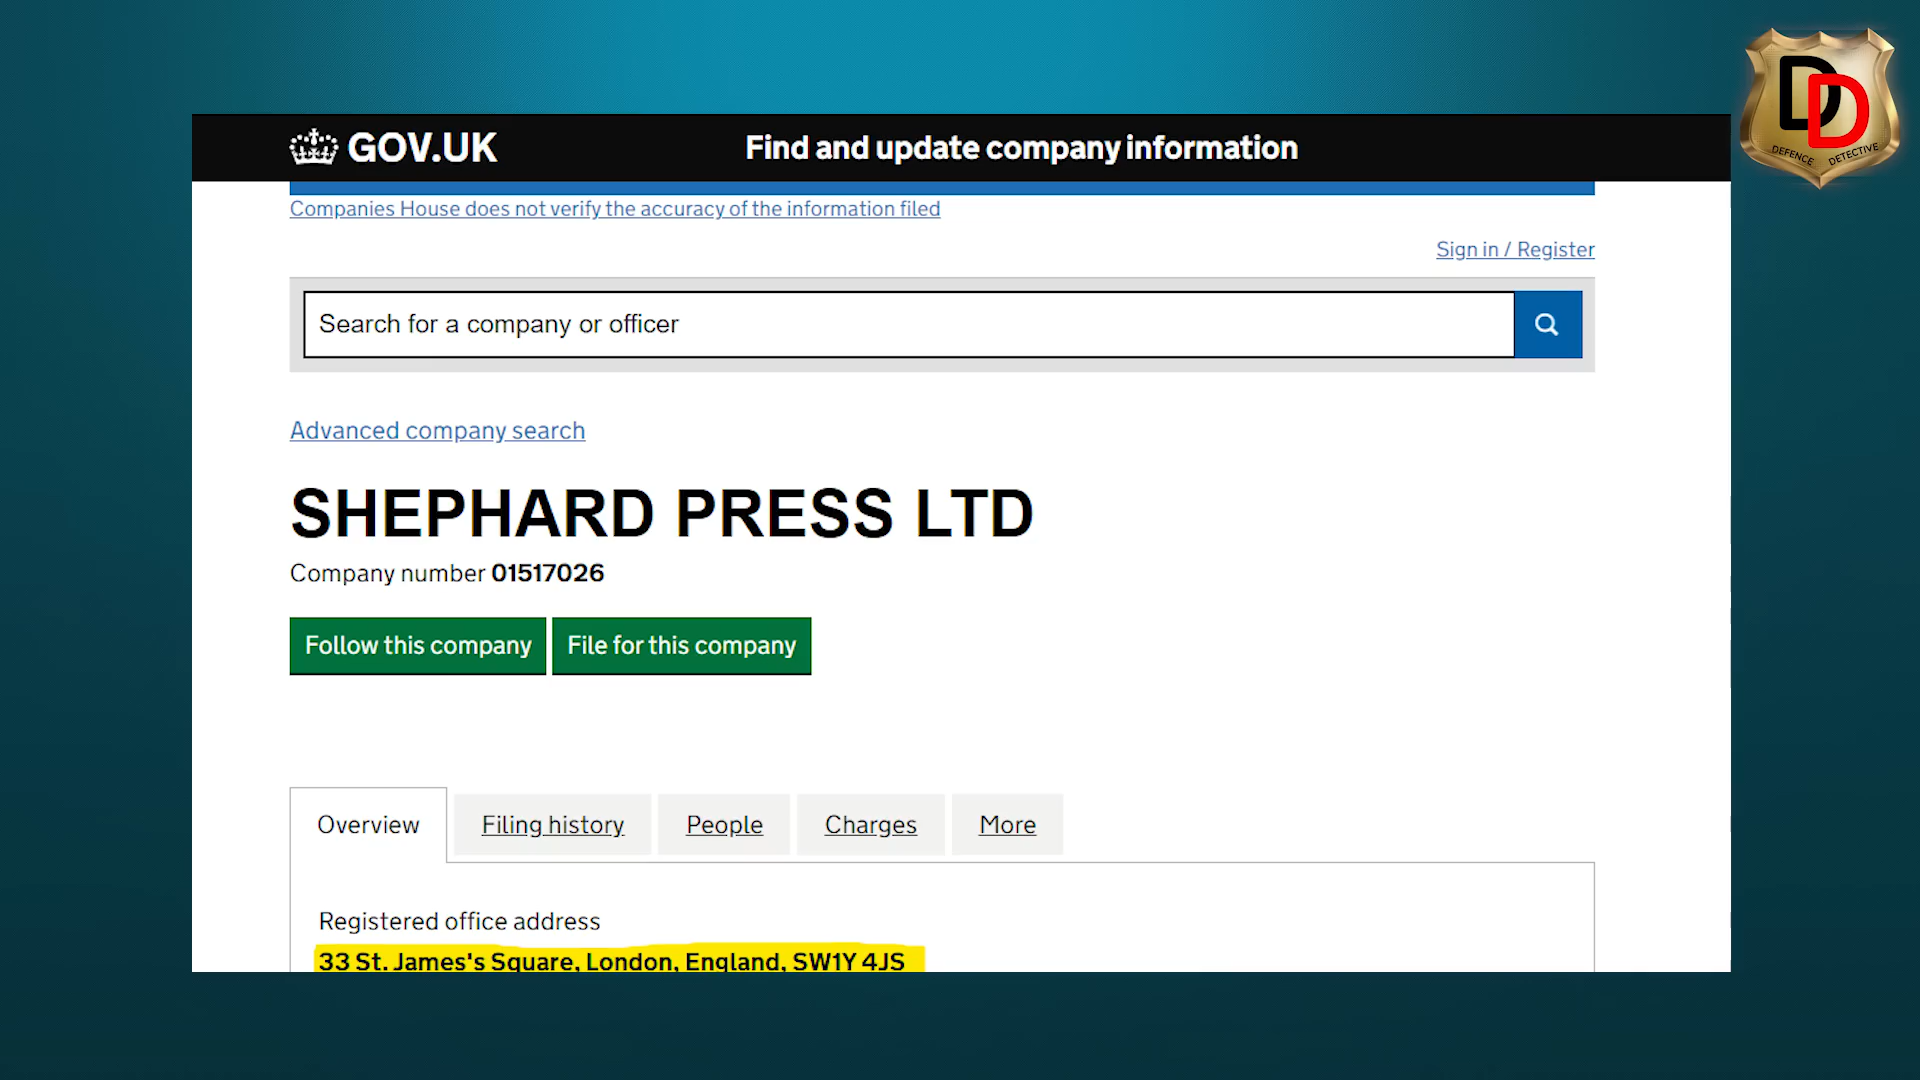 GOV.UK
Find and update company information
DD
DEFENCE DETECTIVE
Companies House does not verify the accuracy of the information filed
Sign in / Register
Search for a company or officer
Advanced company search
SHEPHARD PRESS LTD
Company number 01517026
Follow this company
File for this company
Overview
Filing history
People
Charges
More
Registered office address
33 St. James's Square, London, England, SW1Y 4JS